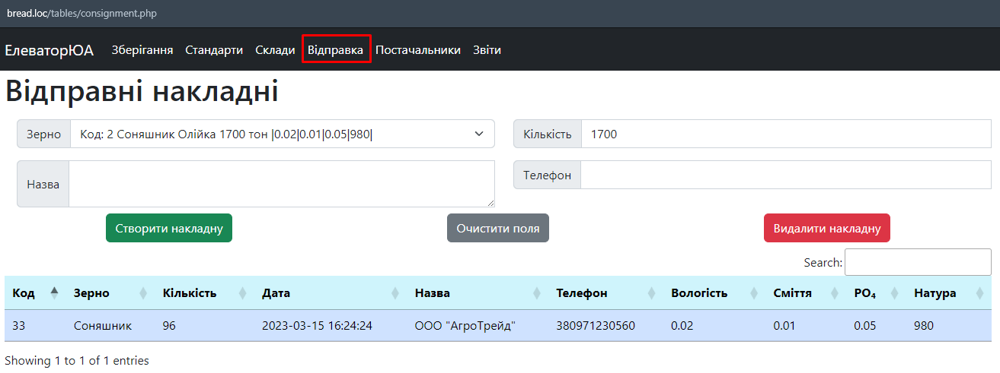 bread.loc/tables/consignment.php
ЕлеваторЮА Зберігання Стандарти Склади Відправка Постачальники Звіти
Відправні накладні
Зерно Код: 2 Соняшник Олійка 1700 тон |0.02|0.01|0.05|980| Кількість 1700
Назва Телефон
Створити накладну Очистити поля Видалити накладну
Search:
Код Зерно Кількість Дата Назва Телефон Вологість Сміття PO₄ Натура
33 Соняшник 96 2023-03-15 16:24:24 ООО "АгроТрейд" 380971230560 0.02 0.01 0.05 980
Showing 1 to 1 of 1 entries